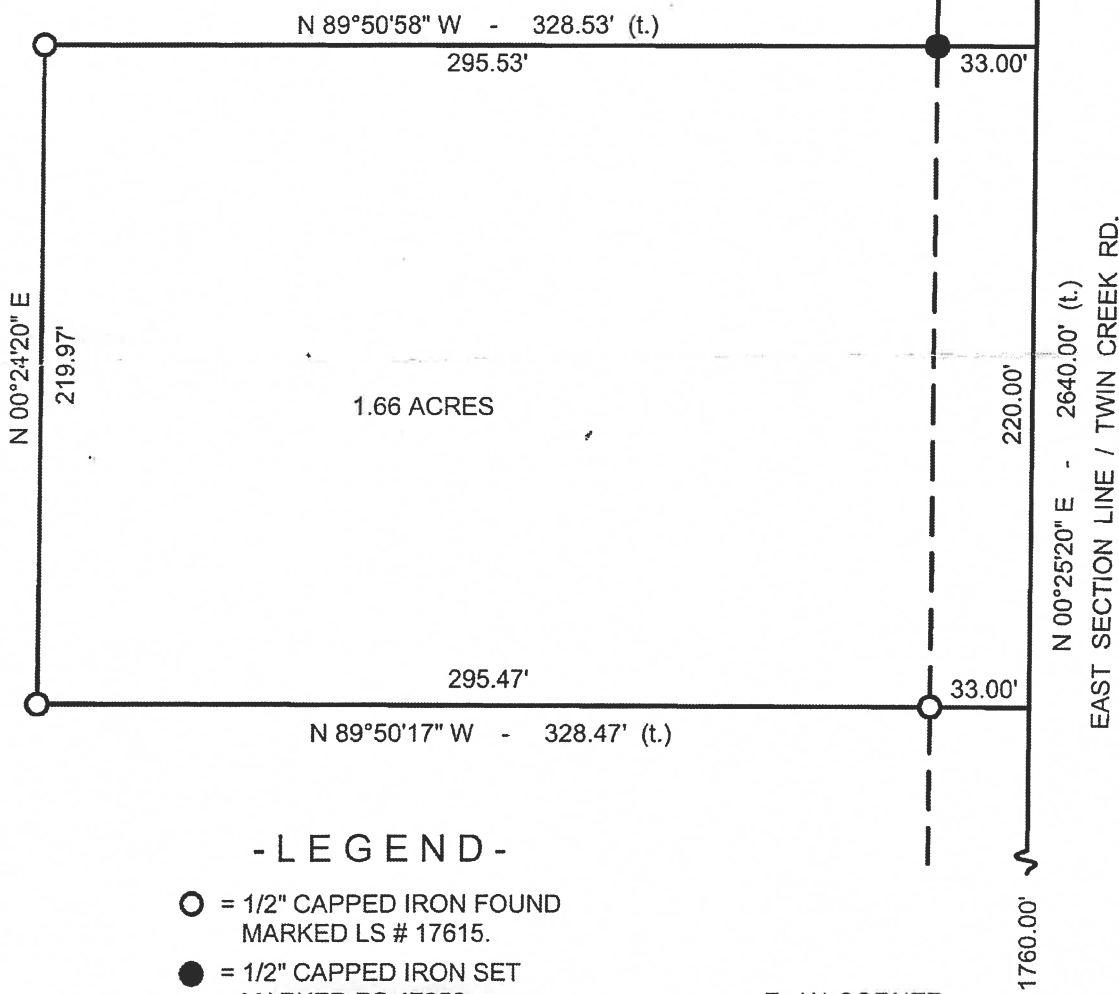 N 89°50'58" W - 328.53' (t.)
295.53'
33.00'
N 00°24'20" E
219.97'
1.66 ACRES
220.00'
N 00°25'20" E - 2640.00' (t.)
EAST SECTION LINE / TWIN CREEK RD.
295.47'
33.00'
N 89°50'17" W - 328.47' (t.)
-LEGEND-
= 1/2" CAPPED IRON FOUND
MARKED LS # 17615.
= 1/2" CAPPED IRON SET
1760.00'